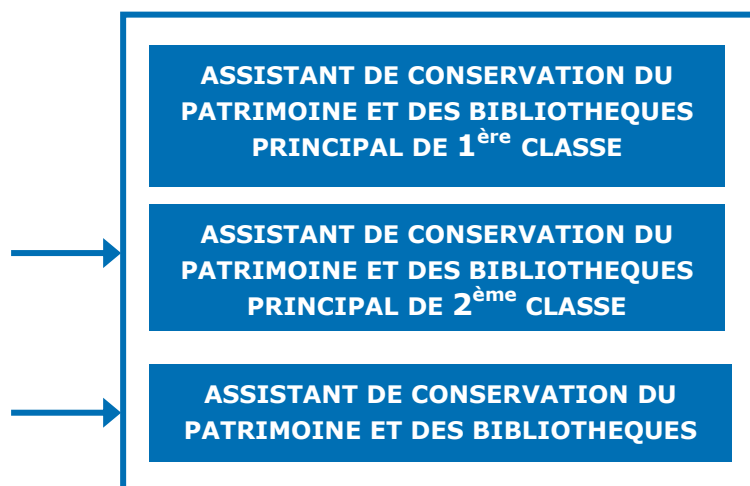 ASSISTANT DE CONSERVATION DU
PATRIMOINE ET DES BIBLIOTHEQUES
PRINCIPAL DE 1ère CLASSE
ASSISTANT DE CONSERVATION DU
PATRIMOINE ET DES BIBLIOTHEQUES
PRINCIPAL DE 2ème CLASSE
ASSISTANT DE CONSERVATION DU
PATRIMOINE ET DES BIBLIOTHEQUES